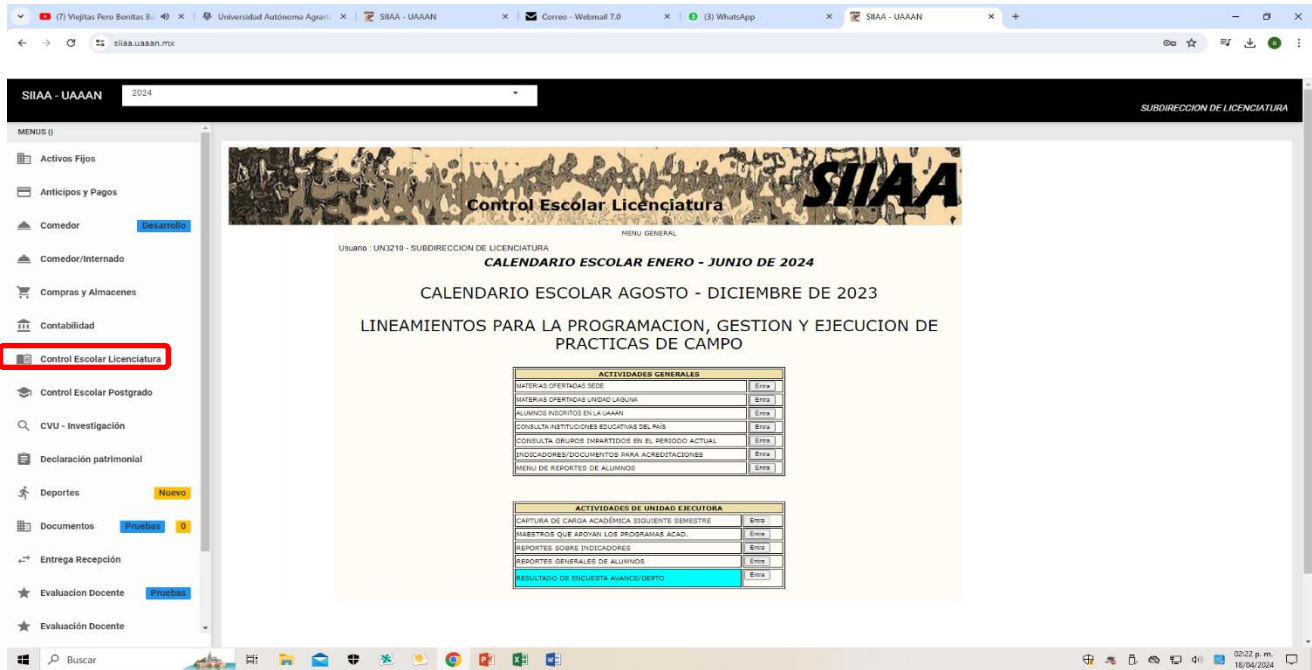 (7) Viejitas Pero Bonitas B
Universidad Autónoma Agrari
SIIAA - UAAAN
Correo - Webmail 7.0
(3) WhatsApp
SIIAA - UAAAN
siiaa.uaaan.mx
SIIAA - UAAAN
2024
SUBDIRECCION DE LICENCIATURA
MENUS ()
Activos Fijos
Anticipos y Pagos
Comedor Desarrollo
Comedor/Internado
Compras y Almacenes
Contabilidad
Control Escolar Licenciatura
Control Escolar Postgrado
CVU - Investigación
Declaración patrimonial
Deportes Nuevo
Documentos Pruebas 0
Entrega Recepción
Evaluacion Docente Pruebas
Evaluación Docente
SIIAA
Control Escolar Licenciatura
MENU GENERAL
Usuario : UN3210 - SUBDIRECCION DE LICENCIATURA
CALENDARIO ESCOLAR ENERO - JUNIO DE 2024
CALENDARIO ESCOLAR AGOSTO - DICIEMBRE DE 2023
LINEAMIENTOS PARA LA PROGRAMACION, GESTION Y EJECUCION DE
PRACTICAS DE CAMPO
ACTIVIDADES GENERALES
MATERIAS OFERTADAS SEDE Entra
MATERIAS OFERTADAS UNIDAD LAGUNA Entra
ALUMNOS INSCRITOS EN LA UAAAN Entra
CONSULTA INSTITUCIONES EDUCATIVAS DEL PAÍS Entra
CONSULTA GRUPOS IMPARTIDOS EN EL PERIODO ACTUAL Entra
INDICADORES/DOCUMENTOS PARA ACREDITACIONES Entra
MENU DE REPORTES DE ALUMNOS Entra
ACTIVIDADES DE UNIDAD EJECUTORA
CAPTURA DE CARGA ACADÉMICA SIGUIENTE SEMESTRE Entra
MAESTROS QUE APOYAN LOS PROGRAMAS ACAD. Entra
REPORTES SOBRE INDICADORES Entra
REPORTES GENERALES DE ALUMNOS Entra
RESULTADO DE ENCUESTA AVANCE/DEPTO Entra
Buscar
02:22 p. m.
18/04/2024